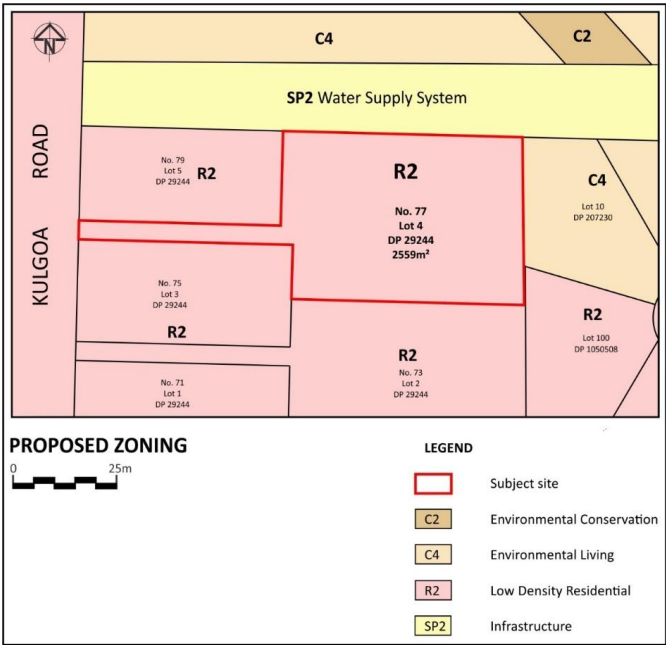 C4
C2
N
SP2 Water Supply System
KULGOA ROAD
No. 79
Lot 5
DP 29244
R2
R2
No. 77
Lot 4
DP 29244
2559m²
C4
Lot 10
DP 207230
No. 75
Lot 3
DP 29244
R2
R2
No. 73
Lot 2
DP 29244
R2
Lot 100
DP 1050508
No. 71
Lot 1
DP 29244
PROPOSED ZONING
0 25m
LEGEND
Subject site
C2 Environmental Conservation
C4 Environmental Living
R2 Low Density Residential
SP2 Infrastructure